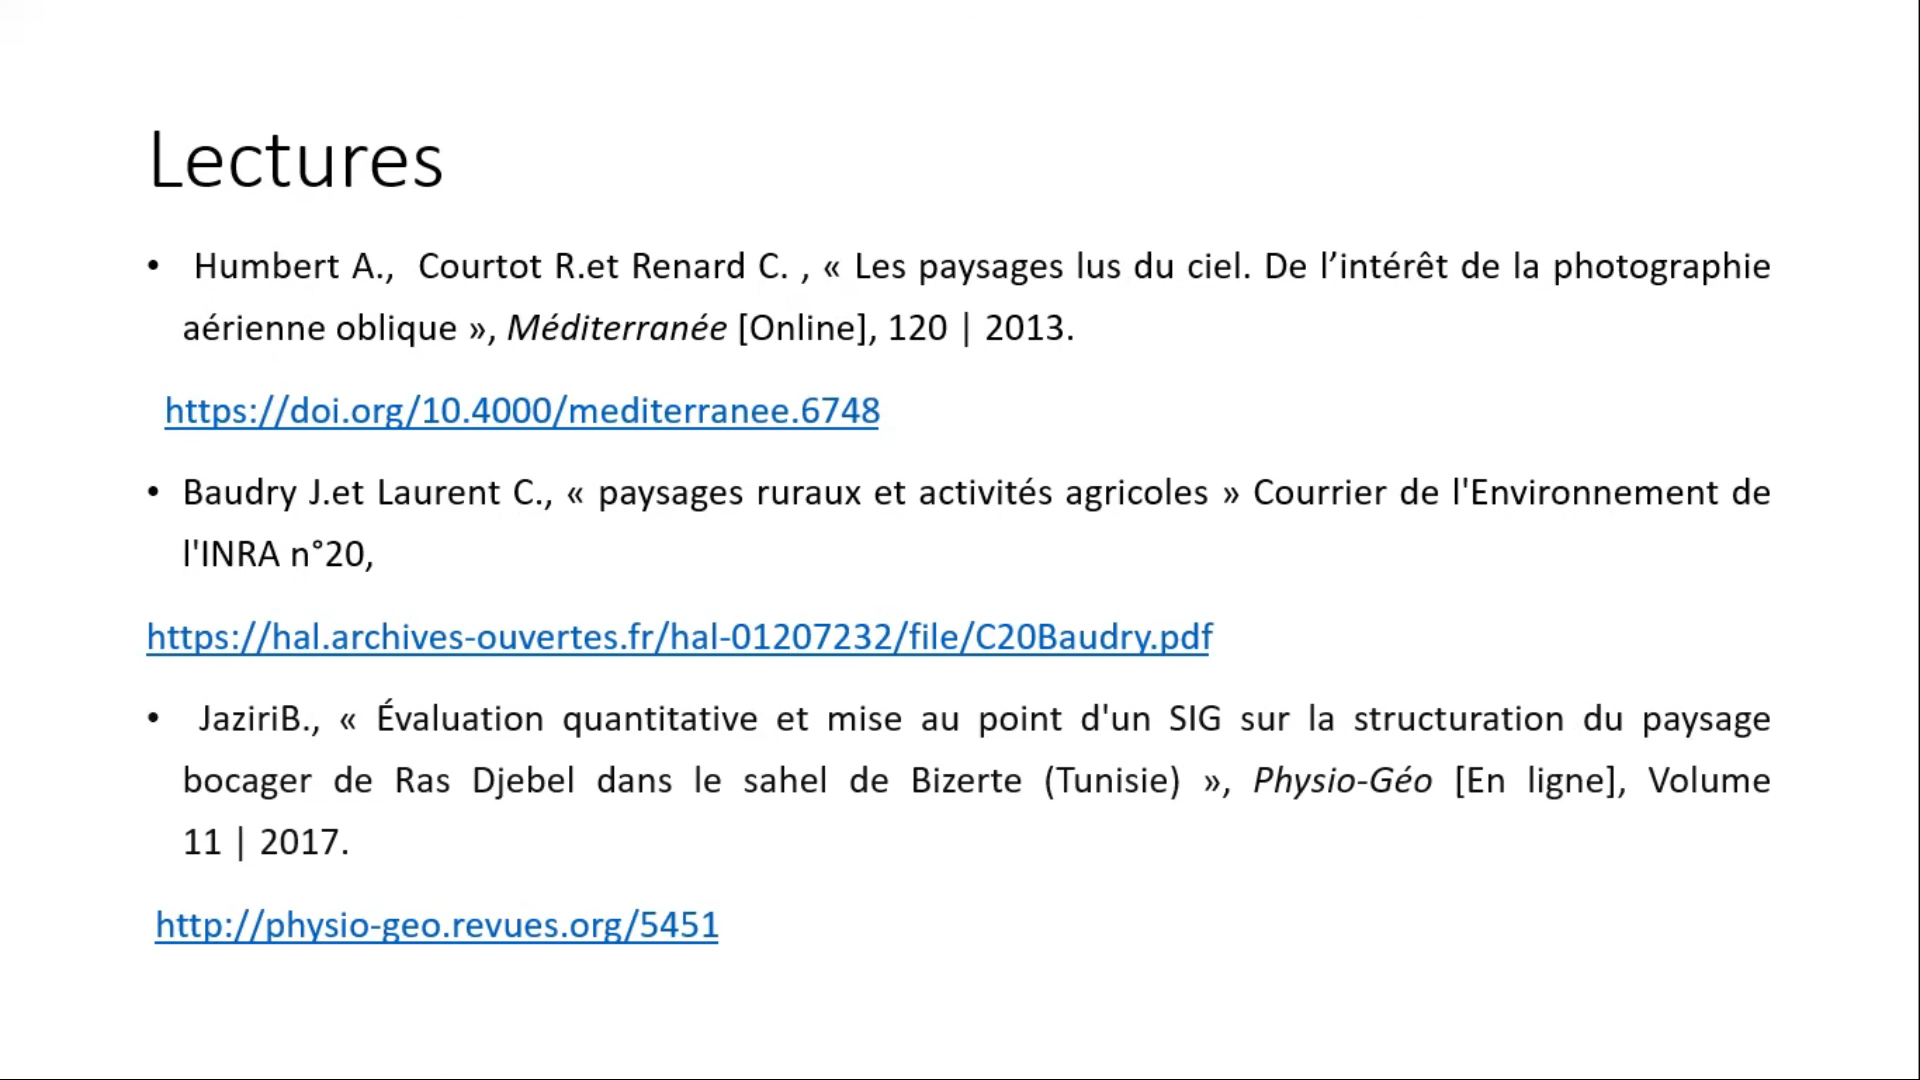 Lectures
• Humbert A., Courtot R.et Renard C. , « Les paysages lus du ciel. De l’intérêt de la photographie
aérienne oblique », Méditerranée [Online], 120 | 2013.
https://doi.org/10.4000/mediterranee.6748
• Baudry J.et Laurent C., « paysages ruraux et activités agricoles » Courrier de l'Environnement de
l'INRA n°20,
https://hal.archives-ouvertes.fr/hal-01207232/file/C20Baudry.pdf
• JaziriB., « Évaluation quantitative et mise au point d'un SIG sur la structuration du paysage
bocager de Ras Djebel dans le sahel de Bizerte (Tunisie) », Physio-Géo [En ligne], Volume
11 | 2017.
http://physio-geo.revues.org/5451